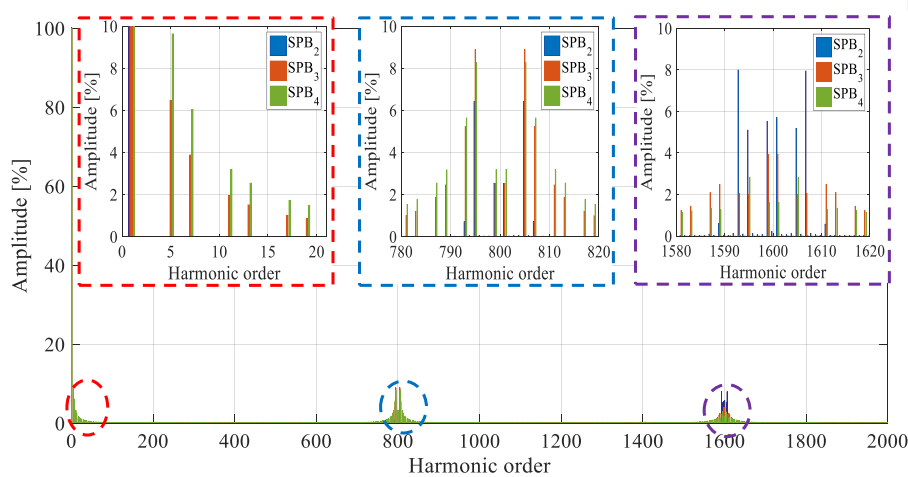 Amplitude [%]
100
80
60
40
20
0
0 200 400 600 800 1000 1200 1400 1600 1800 2000
Harmonic order
Amplitude [%]
10
8
6
4
2
0
0 5 10 15 20
Harmonic order
SPB2
SPB3
SPB4
Amplitude [%]
10
8
6
4
2
0
780 790 800 810 820
Harmonic order
SPB2
SPB3
SPB4
Amplitude [%]
10
8
6
4
2
0
1580 1590 1600 1610 1620
Harmonic order
SPB2
SPB3
SPB4